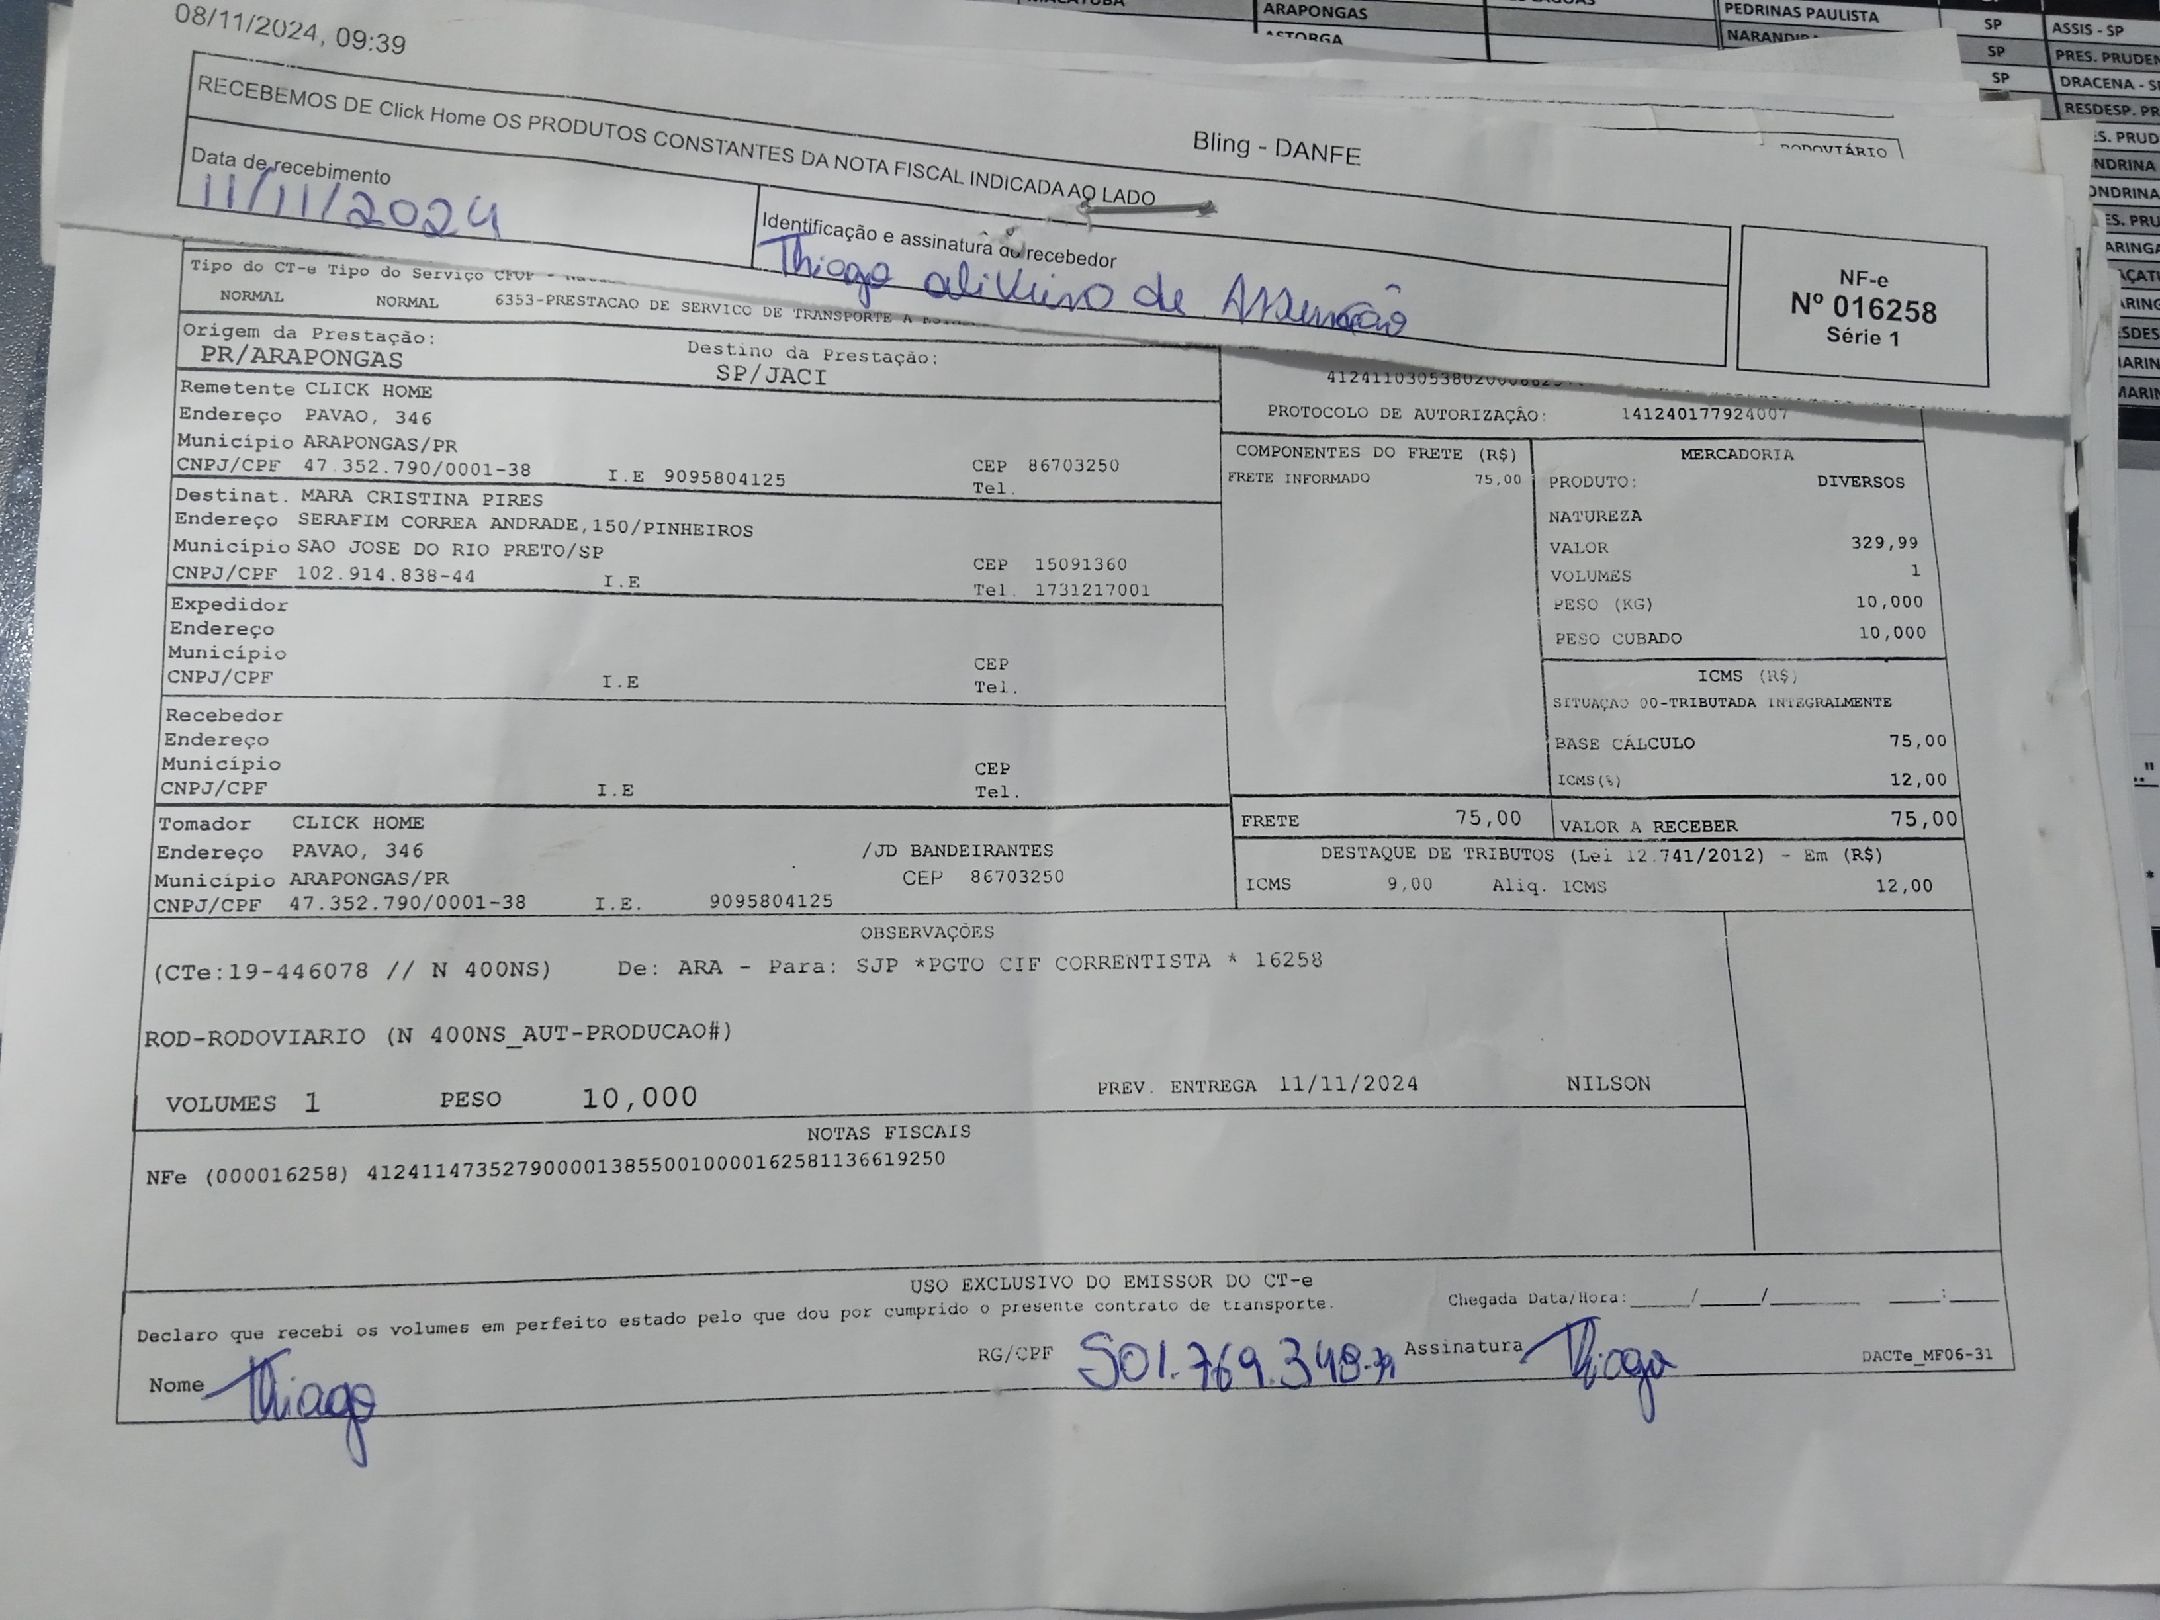 08/11/2024, 09:39
Bling - DANFE
RECEBEMOS DE Click Home OS PRODUTOS CONSTANTES DA NOTA FISCAL INDICADA AO LADO
Data de recebimento
11/11/2024
Identificação e assinatura do recebedor
Thiago oliveira de Assunção
NF-e
Nº 016258
Série 1
ARAPONGAS
ASTORGA
PEDRINAS PAULISTA
SP
ASSIS - SP
SP
SP
DRACENA - S
RODOVIÁRIO
Tipo do CT-e Tipo do Serviço CFOP -
NORMAL NORMAL 6353-PRESTACAO DE SERVICO DE TRANSPORTE A
Origem da Prestação: Destino da Prestação:
PR/ARAPONGAS SP/JACI
Remetente CLICK HOME
Endereço PAVAO, 346
Município ARAPONGAS/PR CEP 86703250
CNPJ/CPF 47.352.790/0001-38 I.E 9095804125 Tel.
Destinat. MARA CRISTINA PIRES
Endereço SERAFIM CORREA ANDRADE,150/PINHEIROS
Município SAO JOSE DO RIO PRETO/SP CEP 15091360
CNPJ/CPF 102.914.838-44 I.E Tel. 1731217001
Expedidor
Endereço
Município CEP
CNPJ/CPF I.E Tel.
Recebedor
Endereço
Município CEP
CNPJ/CPF I.E Tel.
Tomador CLICK HOME
Endereço PAVAO, 346 /JD BANDEIRANTES
Município ARAPONGAS/PR CEP 86703250
CNPJ/CPF 47.352.790/0001-38 I.E. 9095804125
PROTOCOLO DE AUTORIZAÇÃO: 141240177924007
COMPONENTES DO FRETE (R$)
FRETE INFORMADO 75,00
MERCADORIA
PRODUTO: DIVERSOS
NATUREZA
VALOR 329,99
VOLUMES 1
PESO (KG) 10,000
PESO CUBADO 10,000
ICMS (R$)
SITUAÇAO 00-TRIBUTADA INTEGRALMENTE
BASE CÁLCULO 75,00
ICMS(%) 12,00
FRETE 75,00 VALOR A RECEBER 75,00
DESTAQUE DE TRIBUTOS (Lei 12.741/2012) - Em (R$)
ICMS 9,00 Aliq. ICMS 12,00
OBSERVAÇÕES
(CTe:19-446078 // N 400NS) De: ARA - Para: SJP *PGTO CIF CORRENTISTA * 16258
ROD-RODOVIARIO (N 400NS_AUT-PRODUCAO#)
VOLUMES 1 PESO 10,000 PREV. ENTREGA 11/11/2024 NILSON
NOTAS FISCAIS
NFe (000016258) 41241147352790000138550010000162581136619250
USO EXCLUSIVO DO EMISSOR DO CT-e
Declaro que recebi os volumes em perfeito estado pelo que dou por cumprido o presente contrato de transporte. Chegada Data/Hora:____/____/______ ____:____
Nome Thiago RG/CPF 501.769.348-39 Assinatura Thiago DACTe_MF06-31